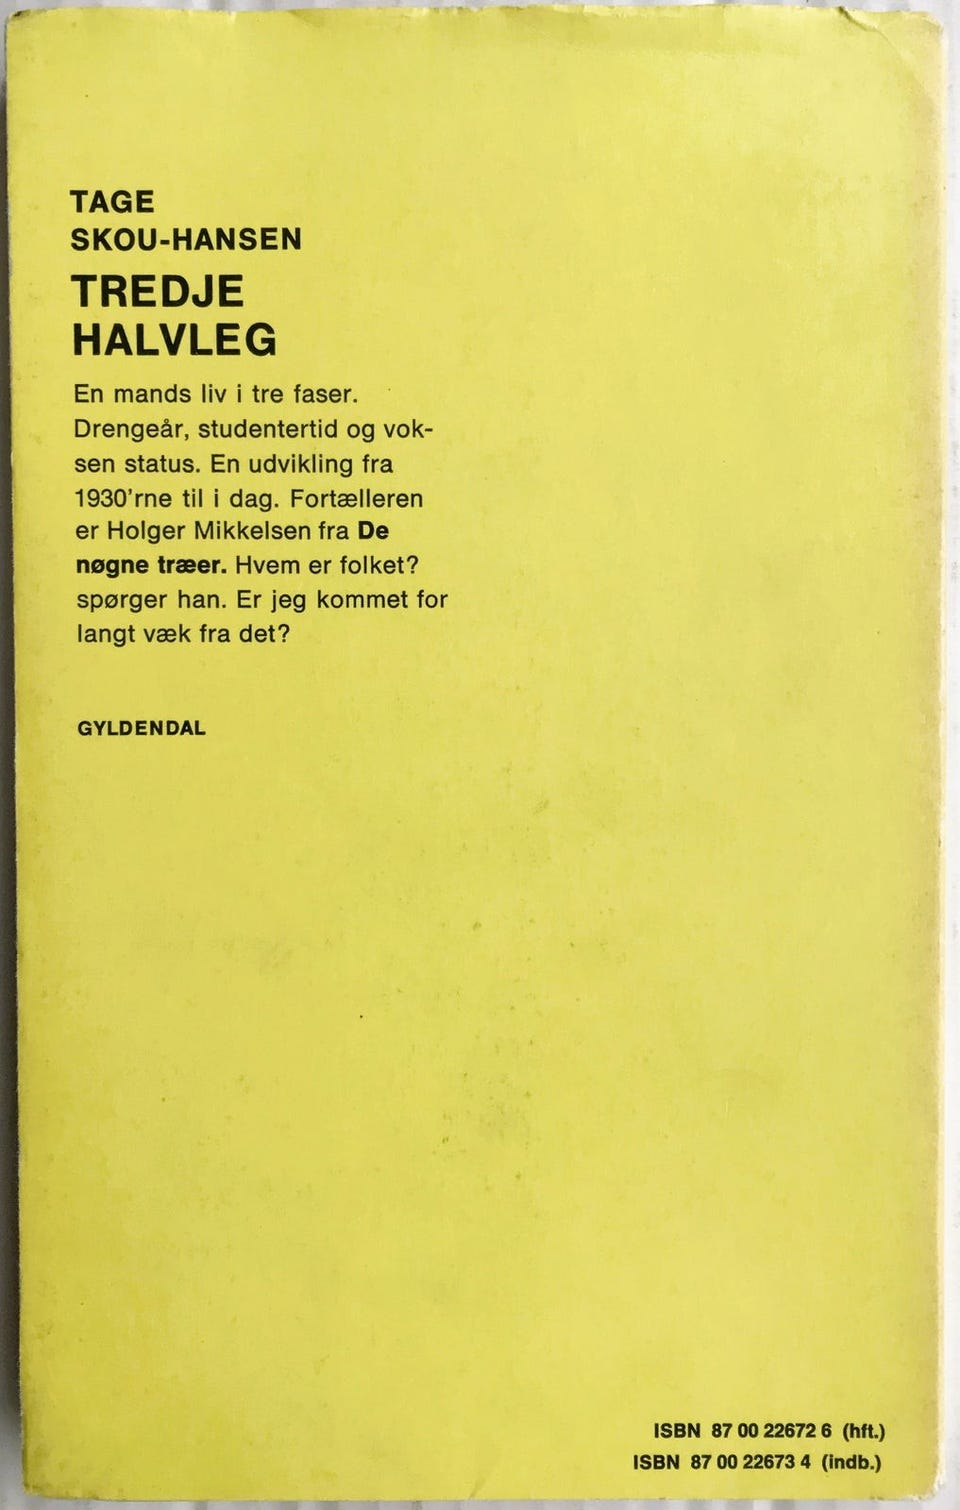 TAGE
SKOU-HANSEN
TREDJE
HALVLEG
En mands liv i tre faser.
Drengeår, studentertid og vok-
sen status. En udvikling fra
1930'rne til i dag. Fortælleren
er Holger Mikkelsen fra De
nøgne træer. Hvem er folket?
spørger han. Er jeg kommet for
langt væk fra det?
GYLDENDAL
ISBN 87 00 22672 6 (hft.)
ISBN 87 00 22673 4 (indb.)